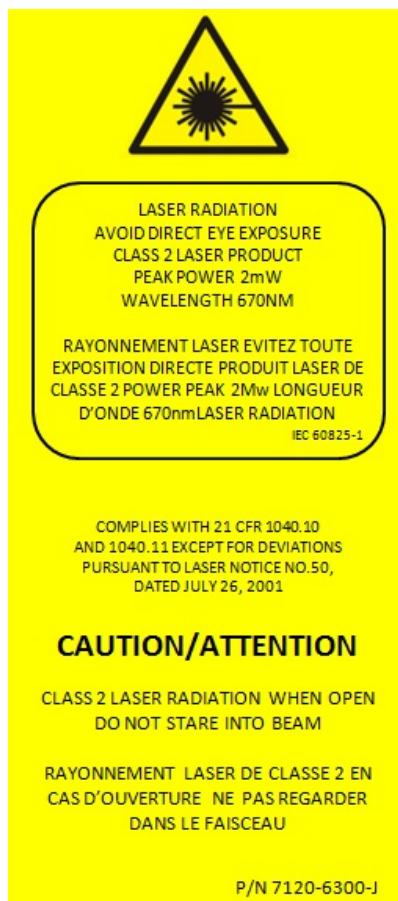 LASER RADIATION
AVOID DIRECT EYE EXPOSURE
CLASS 2 LASER PRODUCT
PEAK POWER 2mW
WAVELENGTH 670NM
RAYONNEMENT LASER EVITEZ TOUTE
EXPOSITION DIRECTE PRODUIT LASER DE
CLASSE 2 POWER PEAK 2Mw LONGUEUR
D'ONDE 670nmLASER RADIATION
IEC 60825-1
COMPLIES WITH 21 CFR 1040.10
AND 1040.11 EXCEPT FOR DEVIATIONS
PURSUANT TO LASER NOTICE NO.50,
DATED JULY 26, 2001
CAUTION/ATTENTION
CLASS 2 LASER RADIATION WHEN OPEN
DO NOT STARE INTO BEAM
RAYONNEMENT LASER DE CLASSE 2 EN
CAS D'OUVERTURE NE PAS REGARDER
DANS LE FAISCEAU
P/N 7120-6300-J